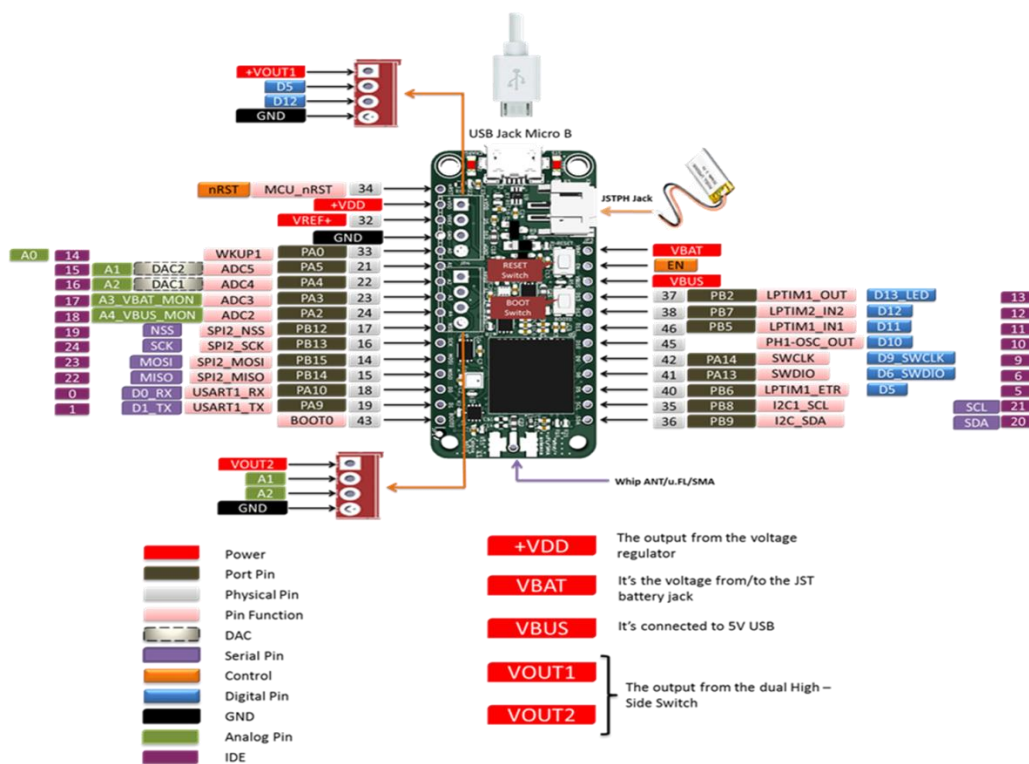 +VOUT1
D5
D12
GND
USB Jack Micro B
JSTPH Jack
nRST MCU_nRST 34
+VDD
VREF+ 32
GND
A0 14 WKUP1 PA0 33
15 A1 DAC2 ADC5 PA5 21
16 A2 DAC1 ADC4 PA4 22
17 A3_VBAT_MON ADC3 PA3 23
18 A4_VBUS_MON ADC2 PA2 24
19 NSS SPI2_NSS PB12 17
24 SCK SPI2_SCK PB13 16
23 MOSI SPI2_MOSI PB15 14
22 MISO SPI2_MISO PB14 15
0 D0_RX USART1_RX PA10 18
1 D1_TX USART1_TX PA9 19
BOOT0 43
RESET
Switch
BOOT
Switch
VBAT
EN
VBUS
37 PB2 LPTIM1_OUT D13_LED 13
38 PB7 LPTIM2_IN2 D12 12
46 PB5 LPTIM1_IN1 D11 11
45 PH1-OSC_OUT D10 10
42 PA14 SWCLK D9_SWCLK 9
41 PA13 SWDIO D6_SWDIO 6
40 PB6 LPTIM1_ETR D5 5
35 PB8 I2C1_SCL SCL 21
36 PB9 I2C_SDA SDA 20
Whip ANT/u.FL/SMA
VOUT2
A1
A2
GND
Power
Port Pin
Physical Pin
Pin Function
DAC
Serial Pin
Control
Digital Pin
GND
Analog Pin
IDE
+VDD The output from the voltage
regulator
VBAT It's the voltage from/to the JST
battery jack
VBUS It's connected to 5V USB
VOUT1
VOUT2
The output from the dual High –
Side Switch